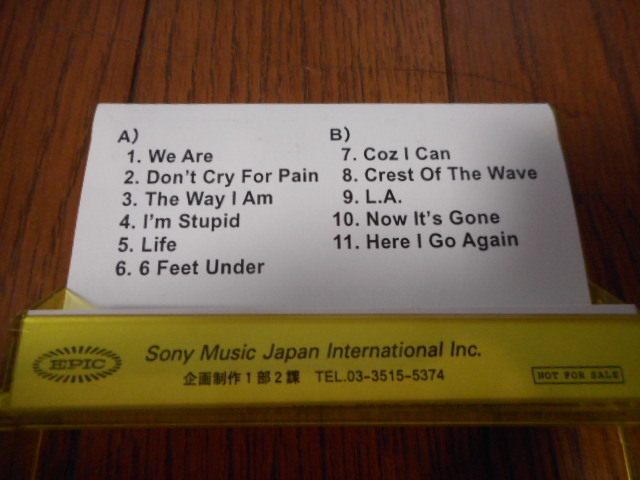 A)
1. We Are
2. Don't Cry For Pain
3. The Way I Am
4. I'm Stupid
5. Life
6. 6 Feet Under
B)
7. Coz I Can
8. Crest Of The Wave
9. L.A.
10. Now It's Gone
11. Here I Go Again
EPIC
Sony Music Japan International Inc.
企画制作1部2課 TEL.03-3515-5374
NOT FOR SALE